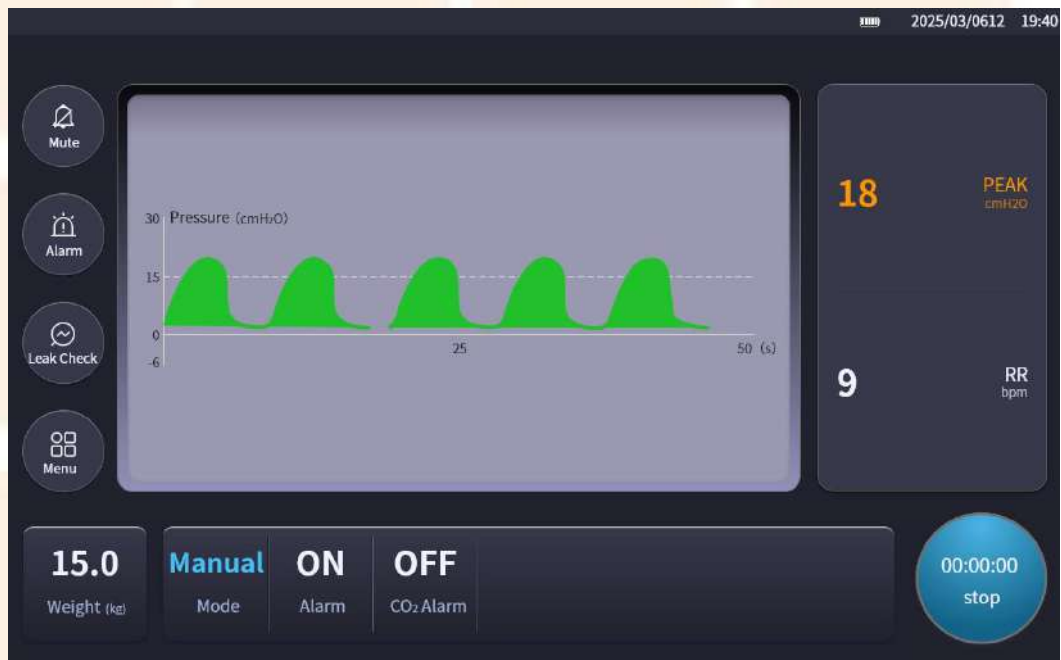 2025/03/0612 19:40
Mute
Alarm
Leak Check
Menu
30 Pressure (cmH₂O)
15
0
-6
25
50 (s)
18 PEAK
cmH2O
9 RR
bpm
15.0
Weight (kg)
Manual
Mode
ON
Alarm
OFF
CO₂ Alarm
00:00:00
stop